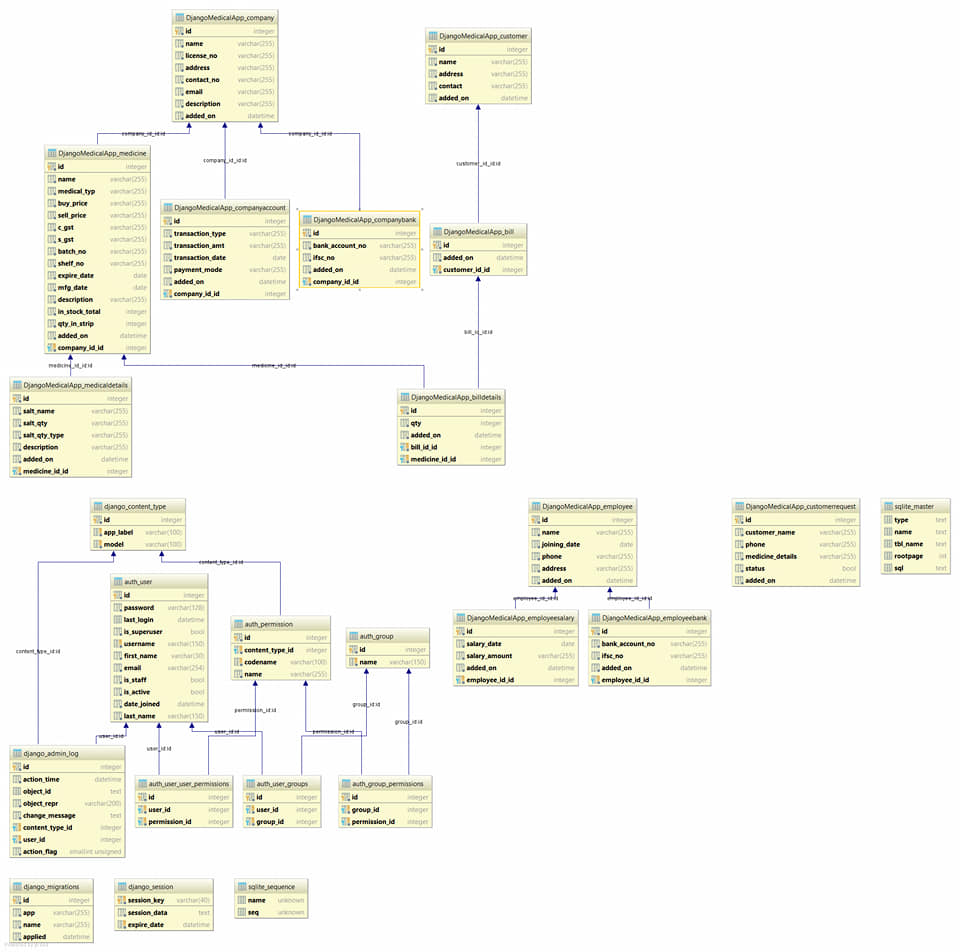 DjangoMedicalApp_company
id integer
name varchar(255)
license_no varchar(255)
address varchar(255)
contact_no varchar(255)
email varchar(255)
description varchar(255)
added_on datetime
DjangoMedicalApp_customer
id integer
name varchar(255)
address varchar(255)
contact varchar(255)
added_on datetime
company_id_id:id
company_id_id:id
company_id_id:id
customer_id_id:id
DjangoMedicalApp_medicine
id integer
name varchar(255)
medical_typ varchar(255)
buy_price varchar(255)
sell_price varchar(255)
c_gst varchar(255)
s_gst varchar(255)
batch_no varchar(255)
shelf_no varchar(255)
expire_date date
mfg_date date
description varchar(255)
in_stock_total integer
qty_in_strip integer
added_on datetime
company_id_id integer
DjangoMedicalApp_companyaccount
id integer
transaction_type varchar(255)
transaction_amt varchar(255)
transaction_date date
payment_mode varchar(255)
added_on datetime
company_id_id integer
DjangoMedicalApp_companybank
id integer
bank_account_no varchar(255)
ifsc_no varchar(255)
added_on datetime
company_id_id integer
DjangoMedicalApp_bill
id integer
added_on datetime
customer_id_id integer
bill_id_id:id
medicine_id_id:id
medicine_id_id:id
DjangoMedicalApp_medicaldetails
id integer
salt_name varchar(255)
salt_qty varchar(255)
salt_qty_type varchar(255)
description varchar(255)
added_on datetime
medicine_id_id integer
DjangoMedicalApp_billdetails
id integer
qty integer
added_on datetime
bill_id_id integer
medicine_id_id integer
django_content_type
id integer
app_label varchar(100)
model varchar(100)
DjangoMedicalApp_employee
id integer
name varchar(255)
joining_date date
phone varchar(255)
address varchar(255)
added_on datetime
DjangoMedicalApp_customerrequest
id integer
customer_name varchar(255)
phone varchar(255)
medicine_details varchar(255)
status bool
added_on datetime
sqlite_master
type text
name text
tbl_name text
rootpage int
sql text
content_type_id:id
auth_user
id integer
password varchar(128)
last_login datetime
is_superuser bool
username varchar(150)
first_name varchar(30)
email varchar(254)
is_staff bool
is_active bool
date_joined datetime
last_name varchar(150)
auth_permission
id integer
content_type_id integer
codename varchar(100)
name varchar(255)
auth_group
id integer
name varchar(150)
employee_id_id:id
employee_id_id:id
DjangoMedicalApp_employeesalary
id integer
salary_date date
salary_amount varchar(255)
added_on datetime
employee_id_id integer
DjangoMedicalApp_employeebank
id integer
bank_account_no varchar(255)
ifsc_no varchar(255)
added_on datetime
employee_id_id integer
content_type_id:id
permission_id:id
group_id:id
group_id:id
user_id:id
user_id:id
permission_id:id
user_id:id
django_admin_log
id integer
action_time datetime
object_id text
object_repr varchar(200)
change_message text
content_type_id integer
user_id integer
action_flag smallint unsigned
auth_user_user_permissions
id integer
user_id integer
permission_id integer
auth_user_groups
id integer
user_id integer
group_id integer
auth_group_permissions
id integer
group_id integer
permission_id integer
django_migrations
id integer
app varchar(255)
name varchar(255)
applied datetime
django_session
session_key varchar(40)
session_data text
expire_date datetime
sqlite_sequence
name unknown
seq unknown